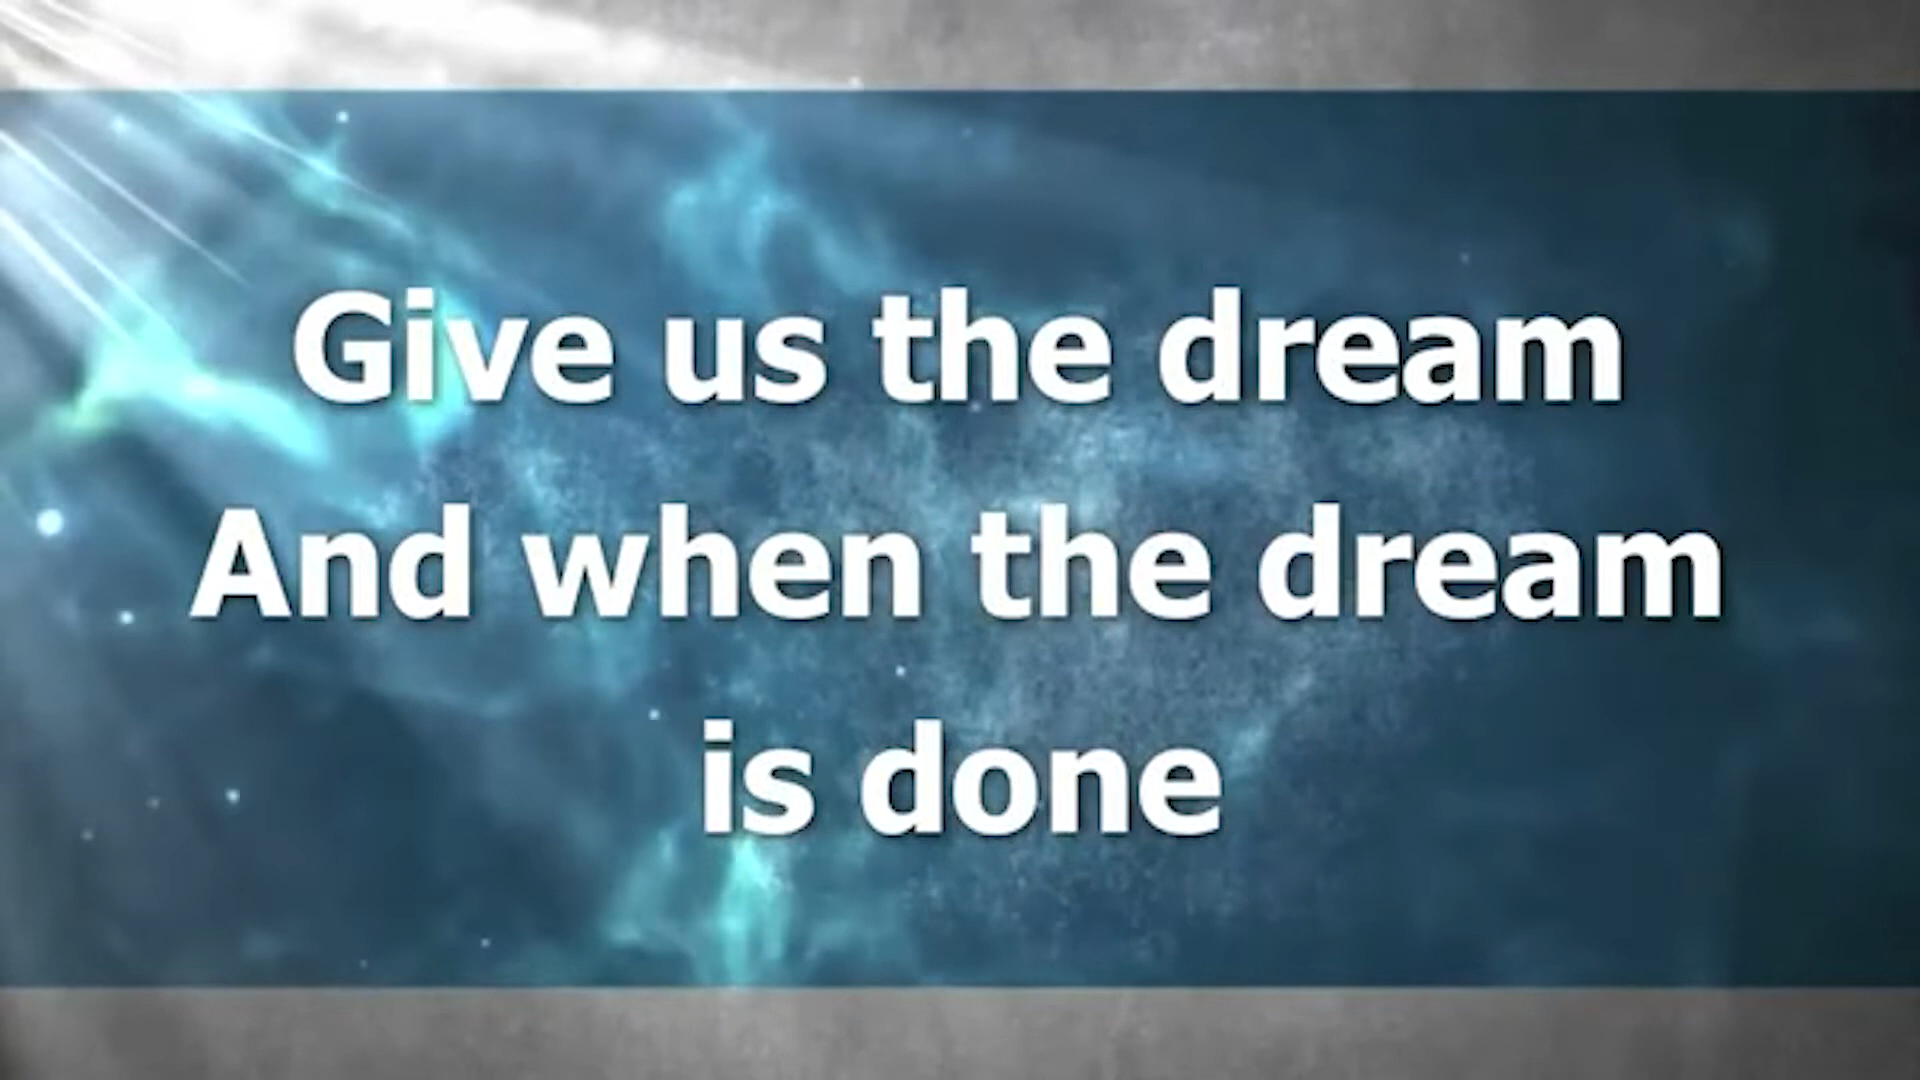 Give us the dream
And when the dream
is done